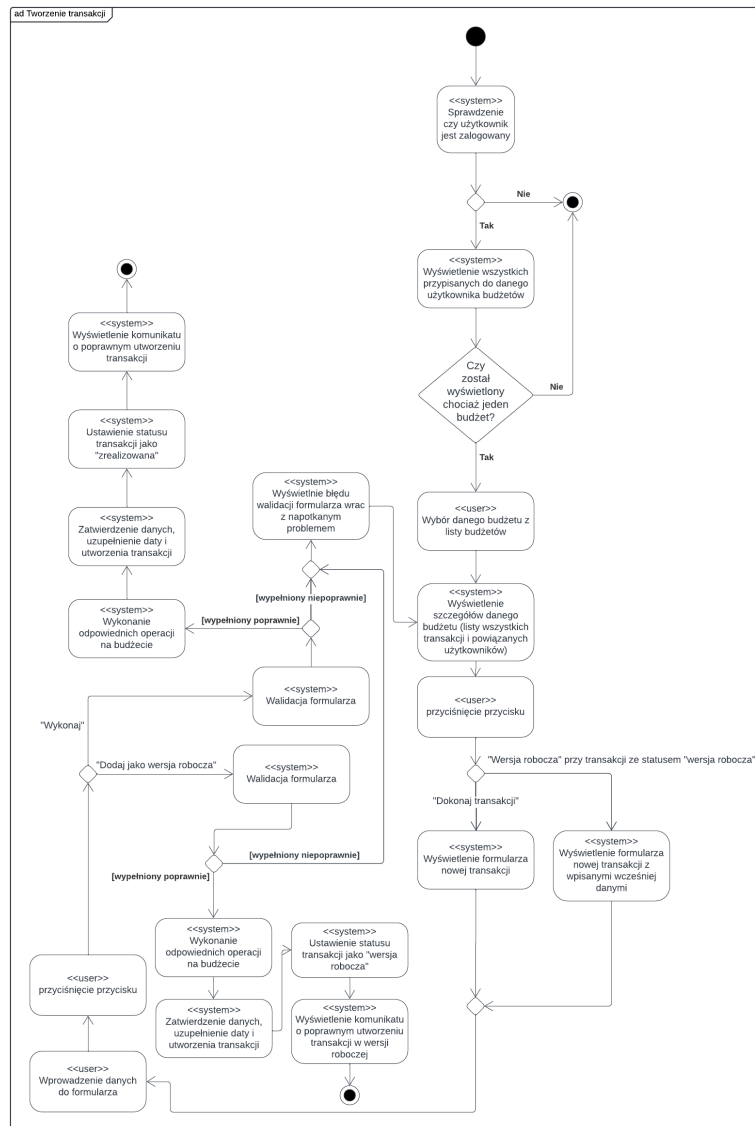 ad Tworzenie transakcji
<<system>>
Sprawdzenie
czy użytkownik
jest zalogowany
Nie
Tak
<<system>>
Wyświetlenie wszystkich
przypisanych do danego
użytkownika budżetów
Czy
został
wyświetlony
chociaż jeden
budżet?
Nie
Tak
<<user>>
Wybór danego budżetu z
listy budżetów
<<system>>
Wyświetlenie
szczegółów danego
budżetu (listy wszystkich
transakcji i powiązanych
użytkowników)
<<user>>
przyciśnięcie przycisku
"Wersja robocza" przy transakcji ze statusem "wersja robocza"
"Dokonaj transakcji"
<<system>>
Wyświetlenie formularza
nowej transakcji
<<system>>
Wyświetlenie formularza
nowej transakcji z
wpisanymi wcześniej
danymi
<<user>>
Wprowadzenie danych
do formularza
<<user>>
przyciśnięcie przycisku
"Wykonaj"
"Dodaj jako wersja robocza"
<<system>>
Walidacja formularza
<<system>>
Walidacja formularza
[wypełniony niepoprawnie]
[wypełniony poprawnie]
<<system>>
Wyświetlnie błędu
walidacji formularza wrac
z napotkanym
problemem
<<system>>
Wykonanie
odpowiednich operacji
na budżecie
<<system>>
Zatwierdzenie danych,
uzupełnienie daty i
utworzenia transakcji
<<system>>
Ustawienie statusu
transakcji jako
"zrealizowana"
<<system>>
Wyświetlenie komunikatu
o poprawnym utworzeniu
transakcji
[wypełniony niepoprawnie]
[wypełniony poprawnie]
<<system>>
Wykonanie
odpowiednich operacji
na budżecie
<<system>>
Zatwierdzenie danych,
uzupełnienie daty i
utworzenia transakcji
<<system>>
Ustawienie statusu
transakcji jako "wersja
robocza"
<<system>>
Wyświetlenie komunikatu
o poprawnym utworzeniu
transakcji w wersji
roboczej